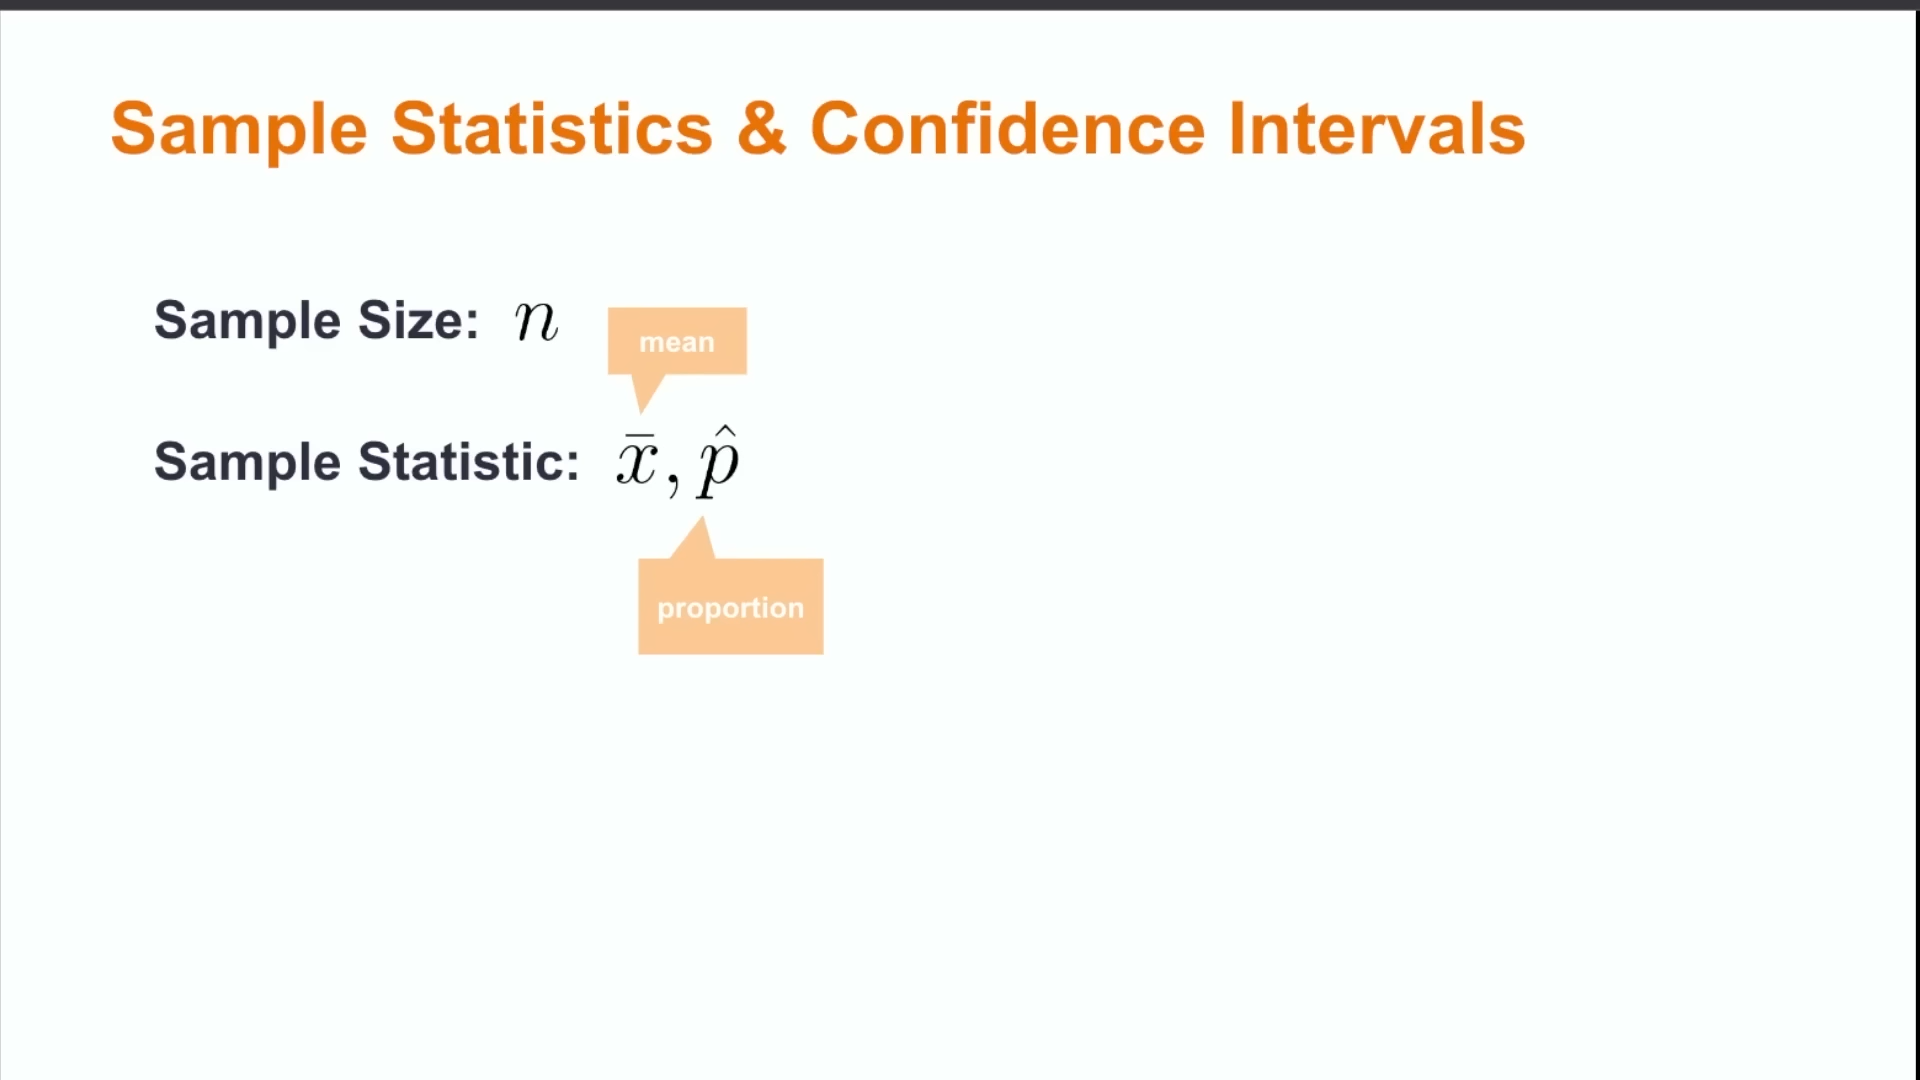 Sample Statistics & Confidence Intervals
Sample Size: n
mean
Sample Statistic: x̄, p̂
proportion